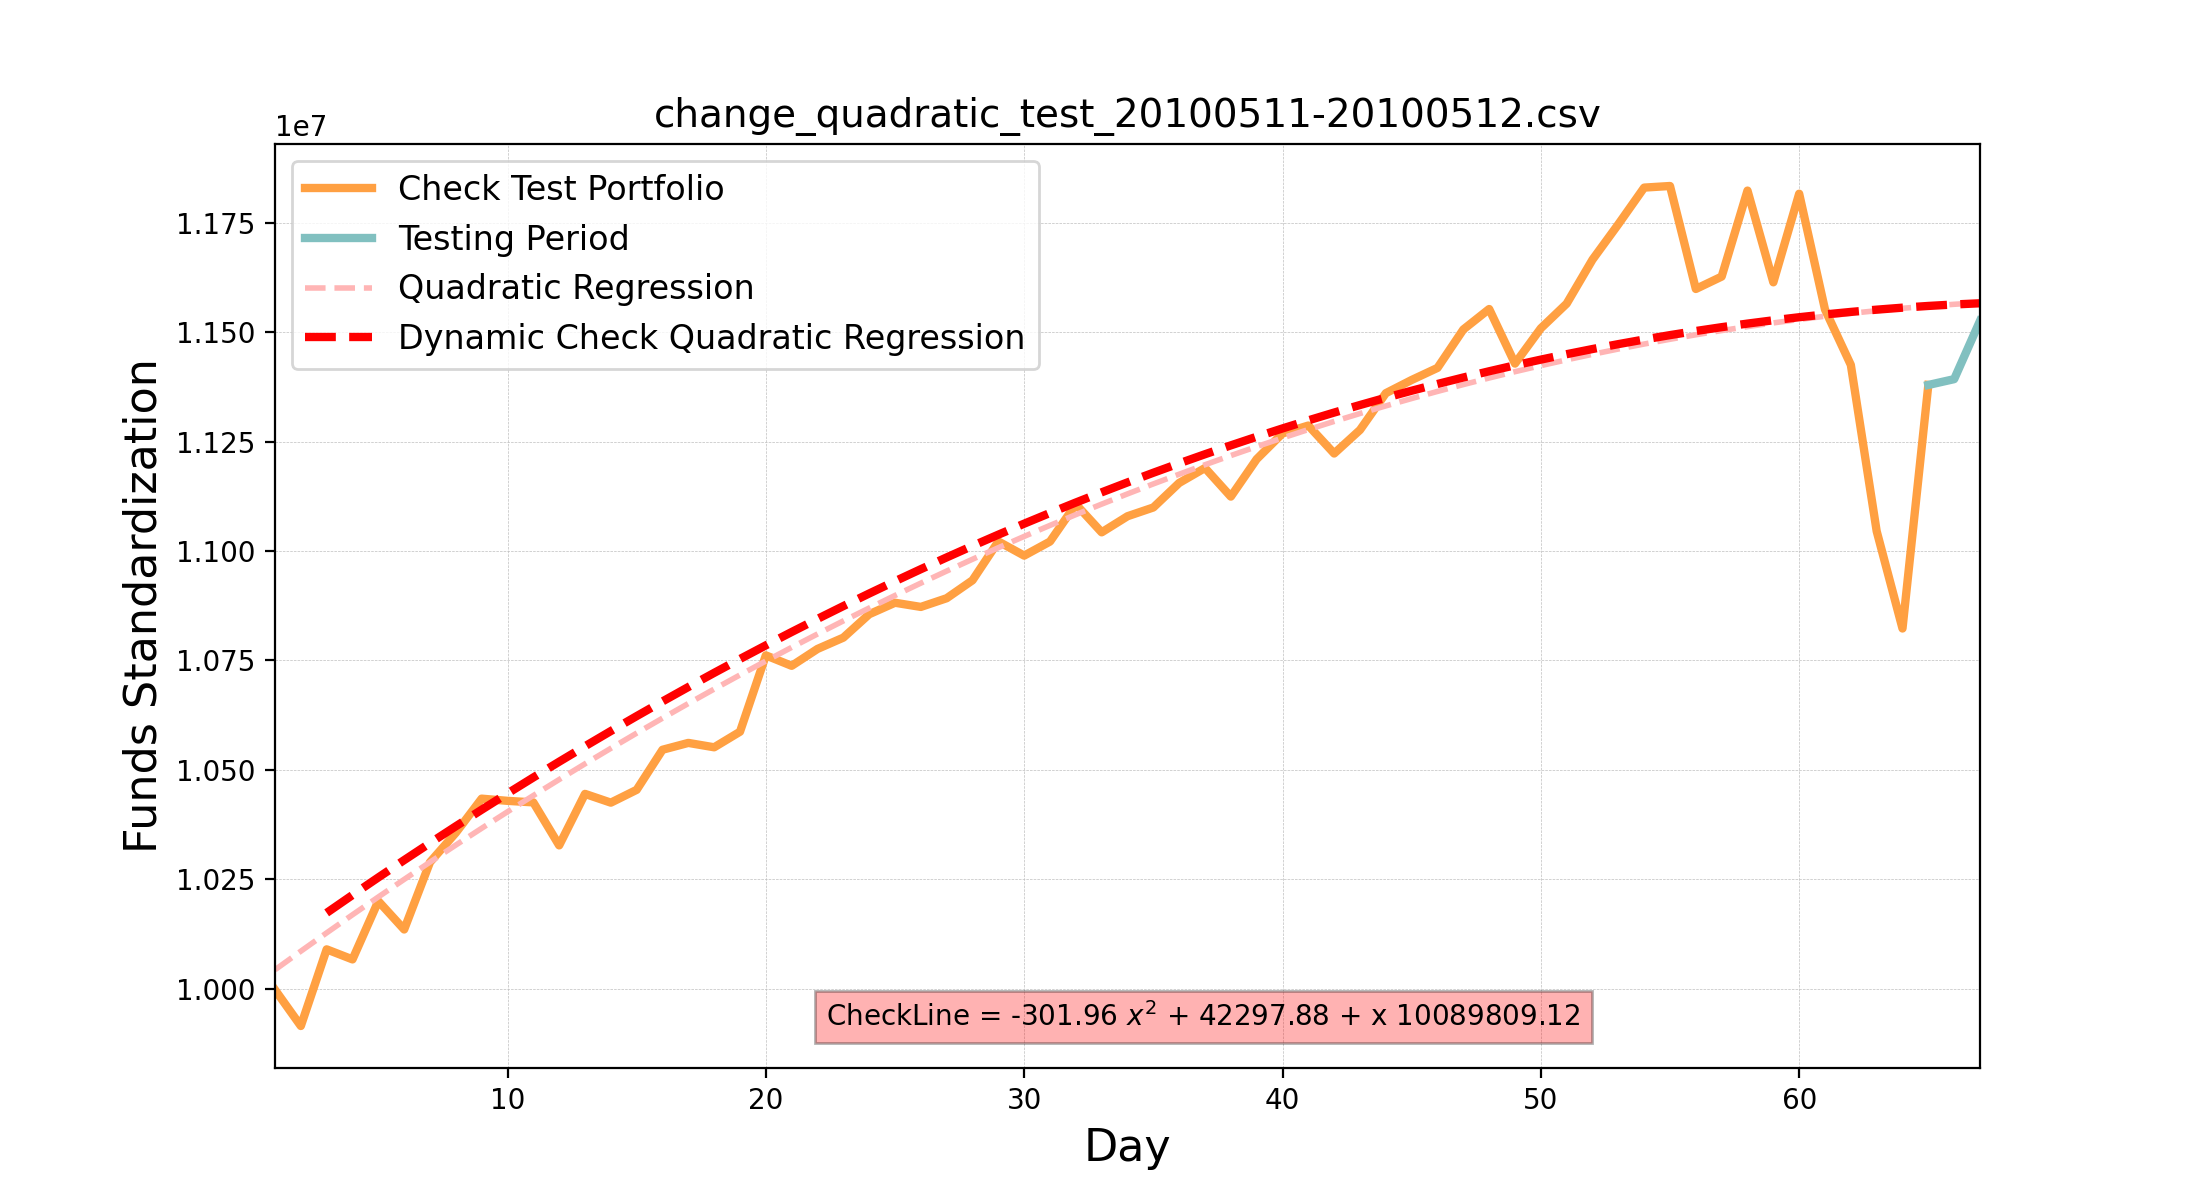 change_quadratic_test_20100511-20100512.csv
1e7
Check Test Portfolio
Testing Period
Quadratic Regression
Dynamic Check Quadratic Regression
1.175
1.150
1.125
1.100
1.075
1.050
1.025
1.000
Funds Standardization
CheckLine = -301.96 x² + 42297.88 + x 10089809.12
10 20 30 40 50 60
Day